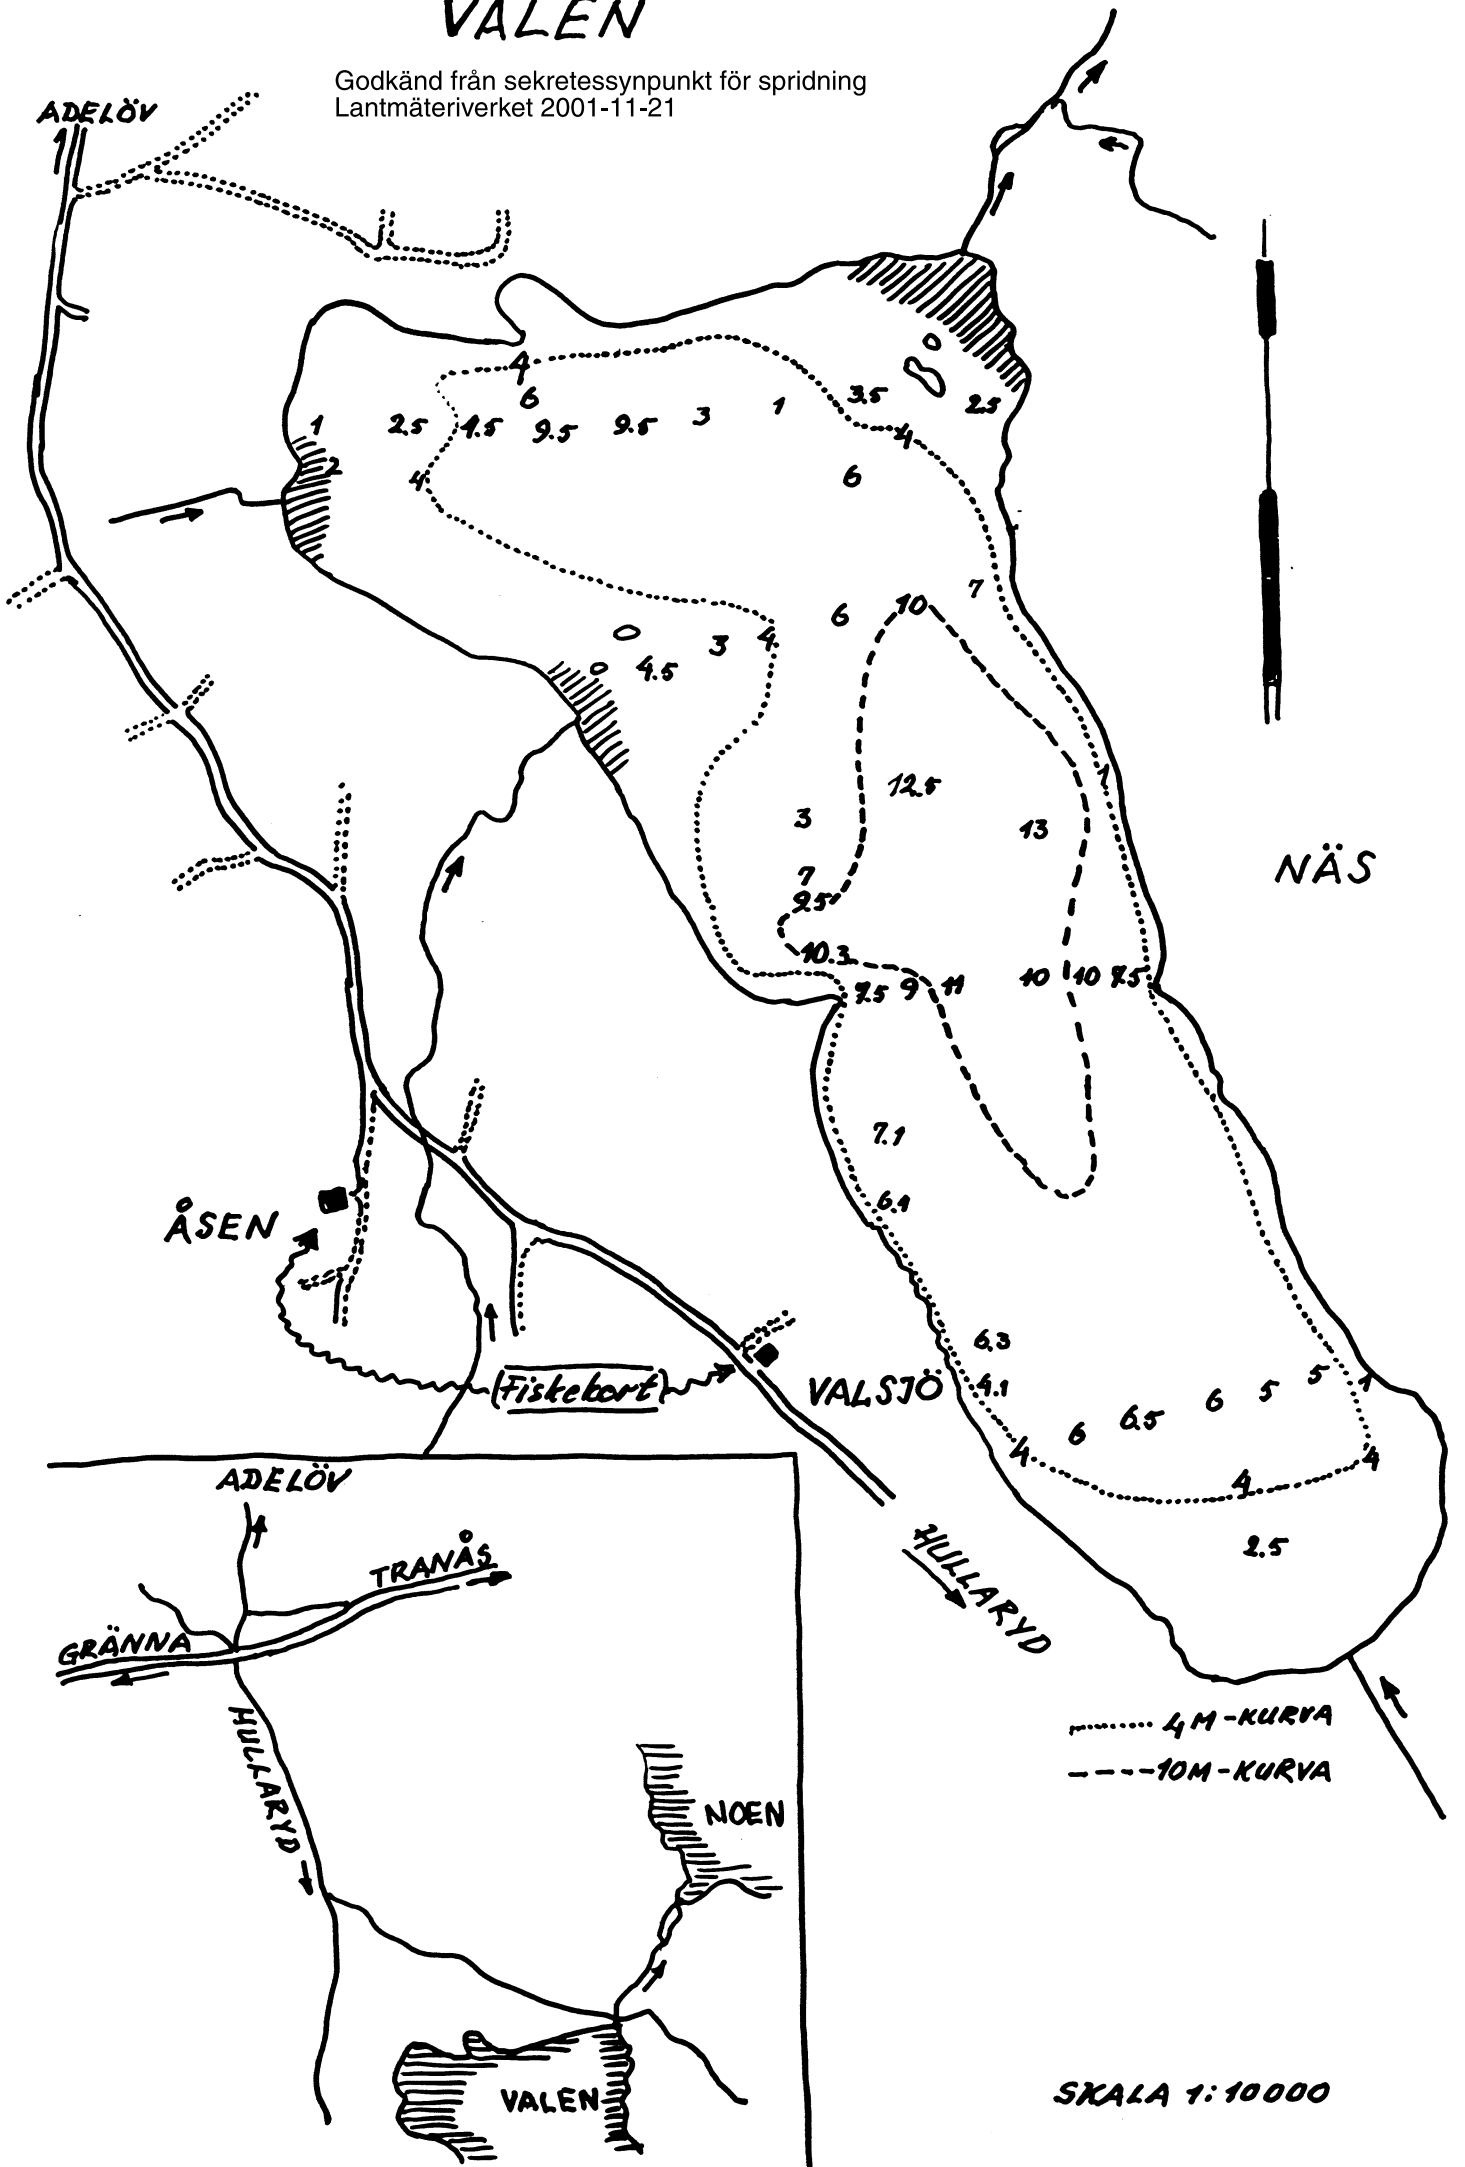 VALEN
Godkänd från sekretessynpunkt för spridning
Lantmäteriverket 2001-11-21
ADELÖV
4
6
3.5
2.5
1
2.5
4.5
9.5
9.5
3
1
4
2
4
6
7
6
10
3
4
4.5
1
12.5
3
13
NÄS
7
9.5
10.3
7.5
9
11
10
10
7.5
7.1
6.1
ÅSEN
6.3
(Fiskekort)
VALSJÖ
4.1
6
6.5
6
5
5
1
4
4
4
2.5
HULLARYD
4M-KURVA
10M-KURVA
ADELÖV
TRANÅS
GRÄNNA
HULLARYD
NOEN
VALEN
SKALA 1:10000